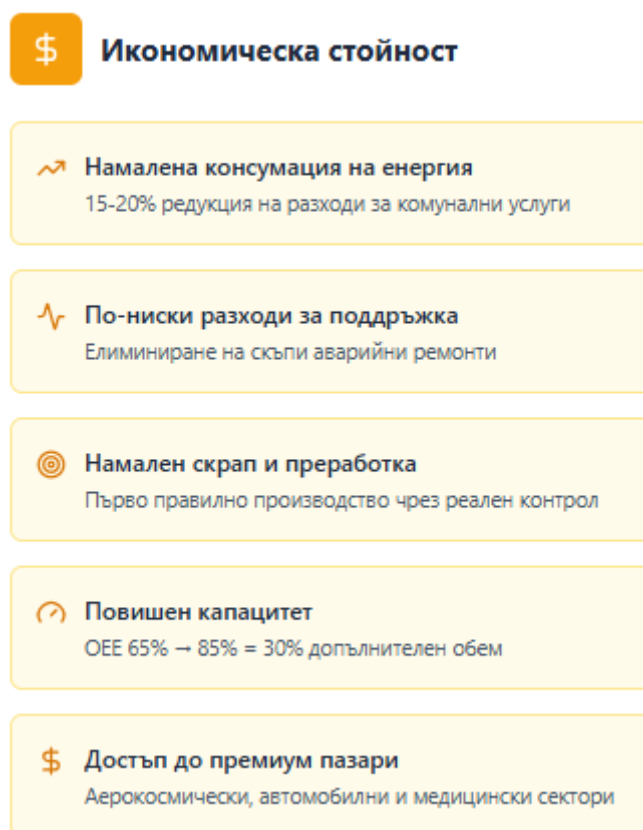 $ Икономическа стойност
Намалена консумация на енергия
15-20% редукция на разходи за комунални услуги
По-ниски разходи за поддръжка
Елиминиране на скъпи аварийни ремонти
Намален скрап и преработка
Първо правилно производство чрез реален контрол
Повишен капацитет
OEE 65% → 85% = 30% допълнителен обем
$ Достъп до премиум пазари
Аерокосмически, автомобилни и медицински сектори